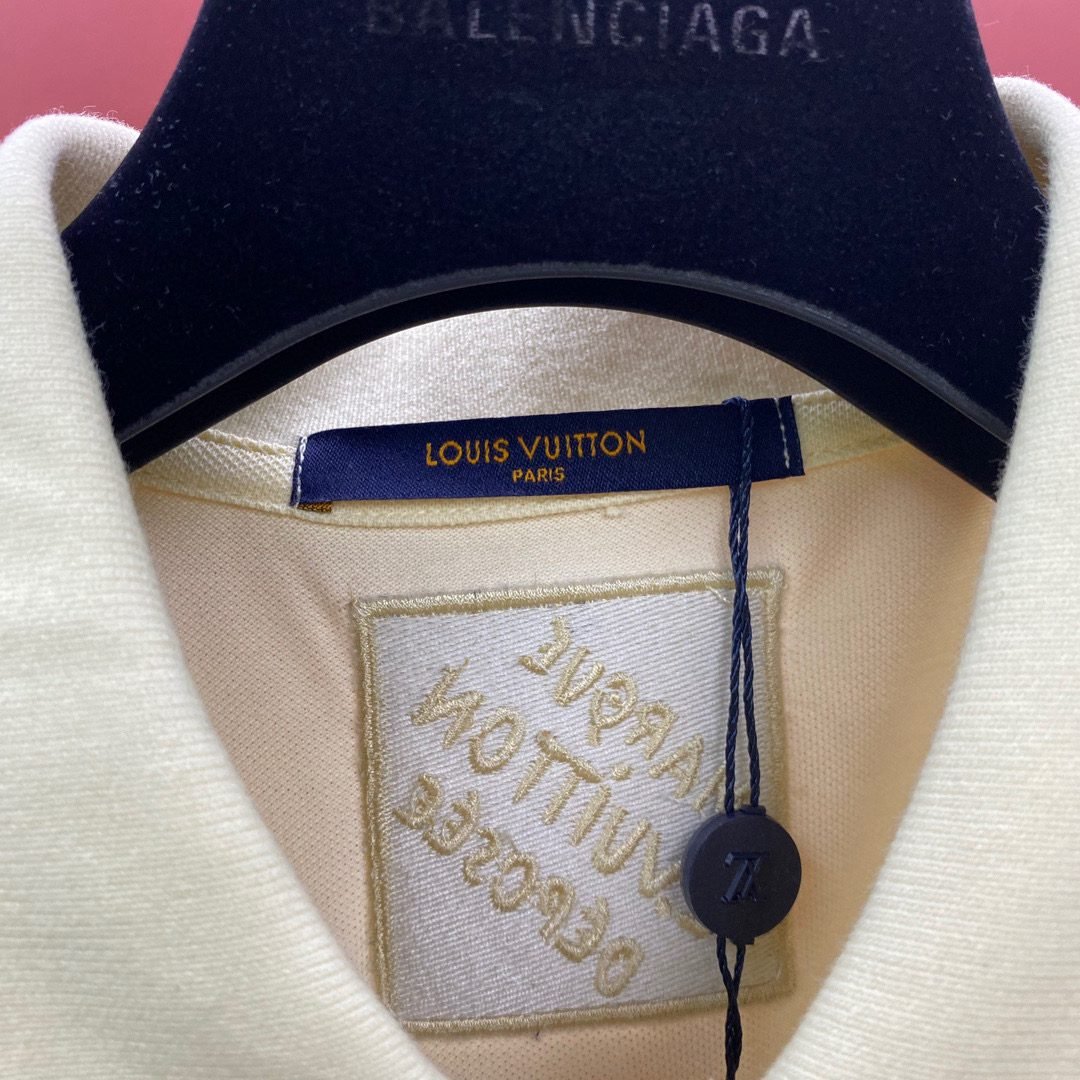 BALENCIAGA
LOUIS VUITTON
PARIS
MARQUE
L.VUITTON
DÉPOSÉE